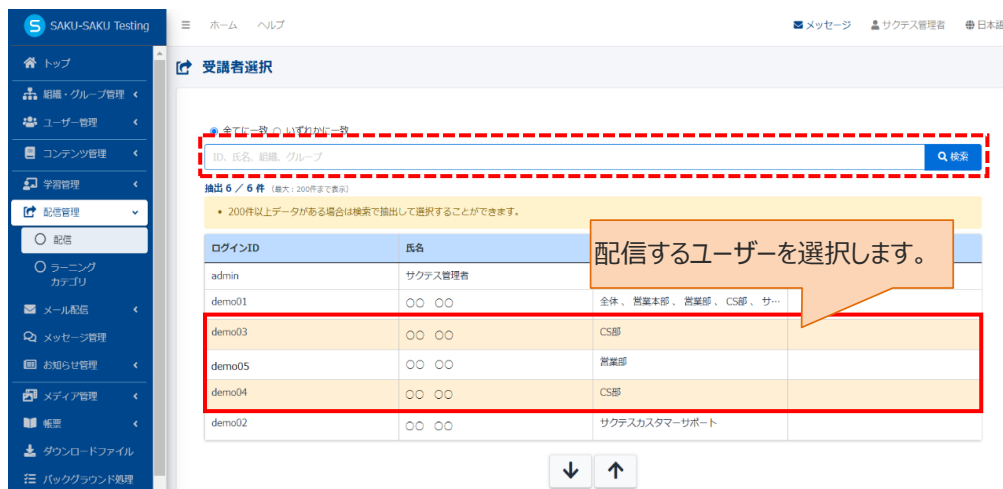 S SAKU-SAKU Testing
ホーム ヘルプ
メッセージ サクテス管理者 日本語
トップ
受講者選択
組織・グループ管理
ユーザー管理
コンテンツ管理
学習管理
配信管理
配信
ラーニング
カテゴリ
メール配信
メッセージ管理
お知らせ管理
メディア管理
帳票
ダウンロードファイル
バックグラウンド処理
全てに一致 いずれかに一致
ID、氏名、組織、グループ
検索
抽出 6 / 6 件 (最大:200件まで表示)
• 200件以上データがある場合は検索で抽出して選択することができます。
配信するユーザーを選択します。
ログインID 氏名
admin サクテス管理者
demo01 ○○ ○○ 全体 、 営業本部 、 営業部 、 CS部 、 サ…
demo03 ○○ ○○ CS部
demo05 ○○ ○○ 営業部
demo04 ○○ ○○ CS部
demo02 ○○ ○○ サクテスカスタマーサポート